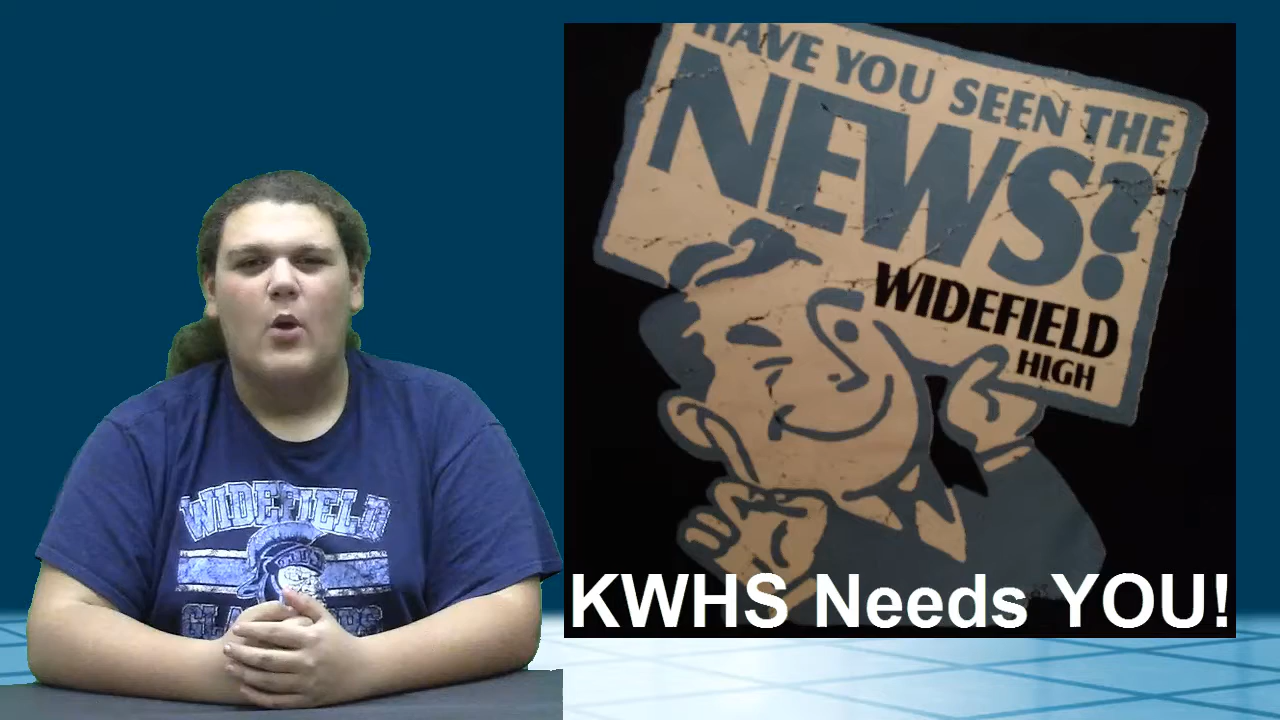 HAVE YOU SEEN THE
NEWS?
WIDEFIELD
HIGH
KWHS Needs YOU!
WIDEFIELD